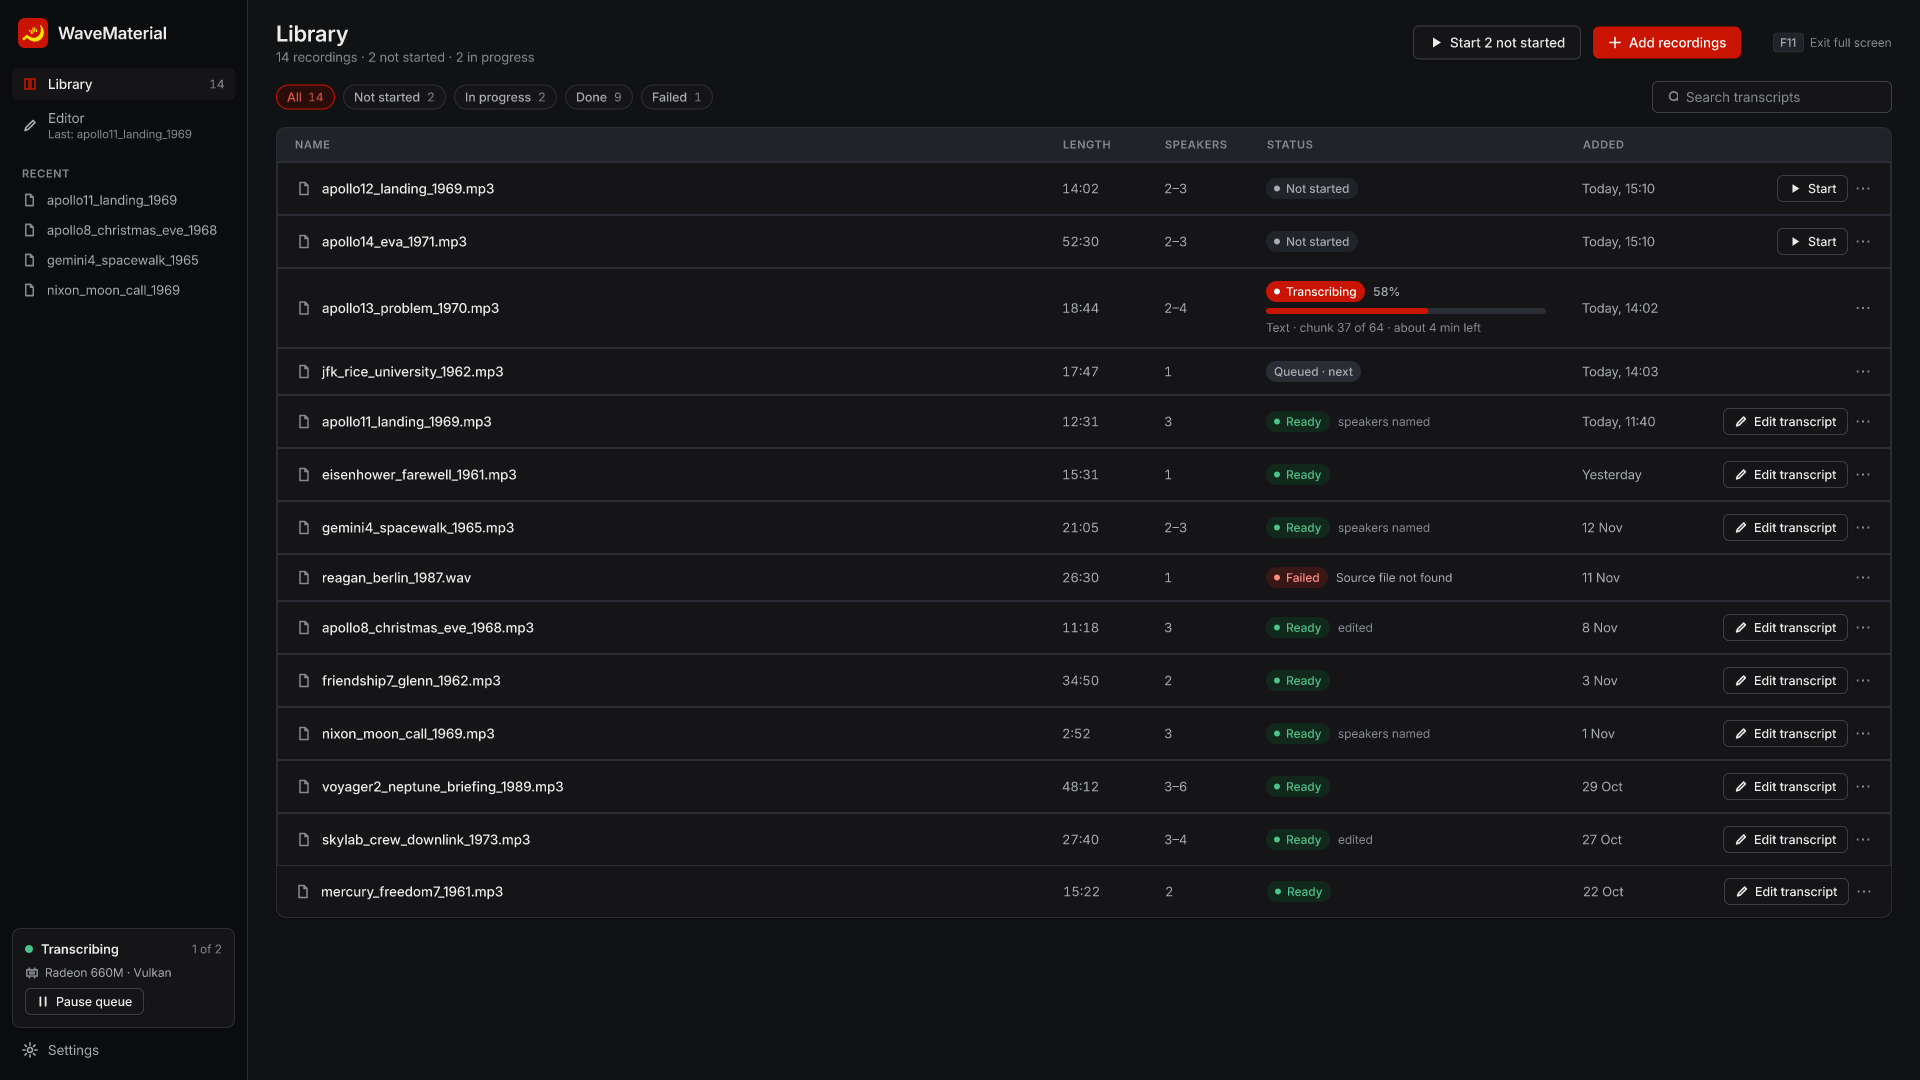 WaveMaterial
Library 14
Editor
Last: apollo11_landing_1969
RECENT
apollo11_landing_1969
apollo8_christmas_eve_1968
gemini4_spacewalk_1965
nixon_moon_call_1969
Transcribing 1 of 2
Radeon 660M · Vulkan
Pause queue
Settings
Library
14 recordings · 2 not started · 2 in progress
Start 2 not started
Add recordings
F11 Exit full screen
All 14 Not started 2 In progress 2 Done 9 Failed 1
Search transcripts
NAME LENGTH SPEAKERS STATUS ADDED
apollo12_landing_1969.mp3 14:02 2–3 Not started Today, 15:10 Start
apollo14_eva_1971.mp3 52:30 2–3 Not started Today, 15:10 Start
apollo13_problem_1970.mp3 18:44 2–4 Transcribing 58% Today, 14:02
Text · chunk 37 of 64 · about 4 min left
jfk_rice_university_1962.mp3 17:47 1 Queued · next Today, 14:03
apollo11_landing_1969.mp3 12:31 3 Ready speakers named Today, 11:40 Edit transcript
eisenhower_farewell_1961.mp3 15:31 1 Ready Yesterday Edit transcript
gemini4_spacewalk_1965.mp3 21:05 2–3 Ready speakers named 12 Nov Edit transcript
reagan_berlin_1987.wav 26:30 1 Failed Source file not found 11 Nov
apollo8_christmas_eve_1968.mp3 11:18 3 Ready edited 8 Nov Edit transcript
friendship7_glenn_1962.mp3 34:50 2 Ready 3 Nov Edit transcript
nixon_moon_call_1969.mp3 2:52 3 Ready speakers named 1 Nov Edit transcript
voyager2_neptune_briefing_1989.mp3 48:12 3–6 Ready 29 Oct Edit transcript
skylab_crew_downlink_1973.mp3 27:40 3–4 Ready edited 27 Oct Edit transcript
mercury_freedom7_1961.mp3 15:22 2 Ready 22 Oct Edit transcript